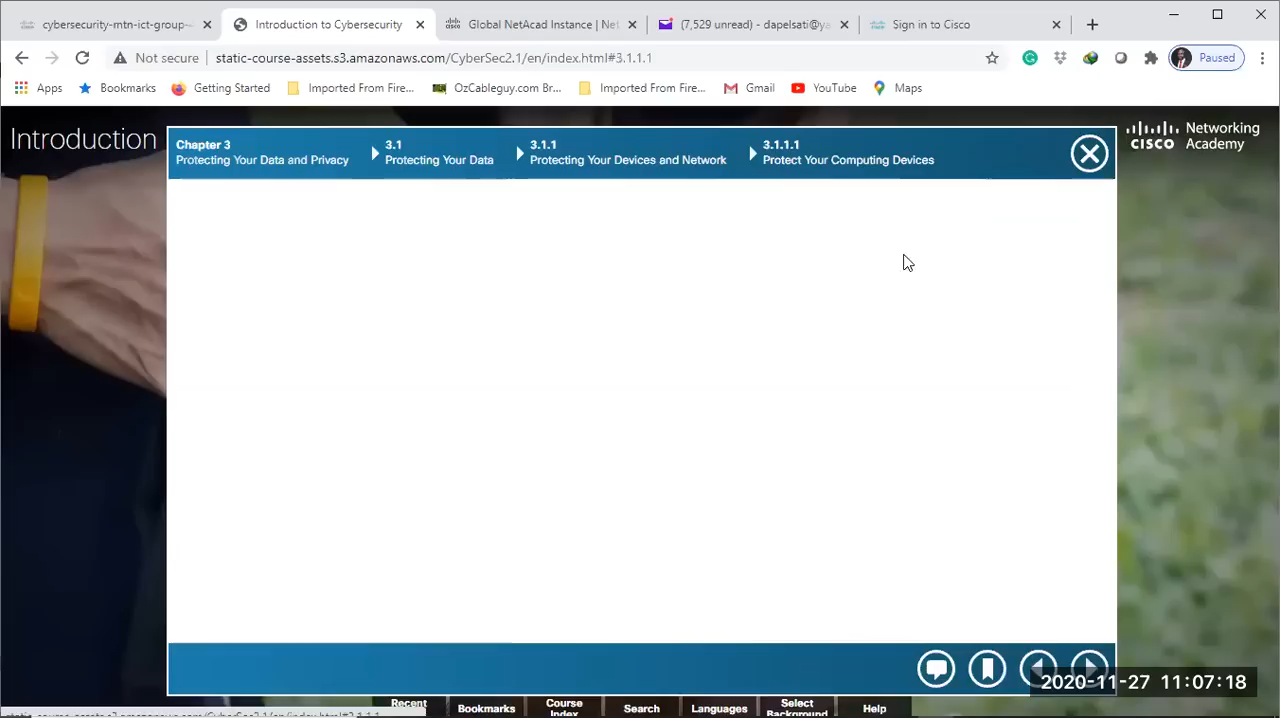 cybersecurity-mtn-ict-group-
Introduction to Cybersecurity
Global NetAcad Instance | Net
(7,529 unread) - dapelsati@ya
Sign in to Cisco
Not secure
static-course-assets.s3.amazonaws.com/CyberSec2.1/en/index.html#3.1.1.1
Paused
Apps
Bookmarks
Getting Started
Imported From Fire...
OzCableguy.com Br...
Imported From Fire...
Gmail
YouTube
Maps
Introduction
Chapter 3
Protecting Your Data and Privacy
3.1
Protecting Your Data
3.1.1
Protecting Your Devices and Network
3.1.1.1
Protect Your Computing Devices
cisco
Networking
Academy
2020-11-27 11:07:18
Recent
Bookmarks
Course
Index
Search
Languages
Select
Background
Help